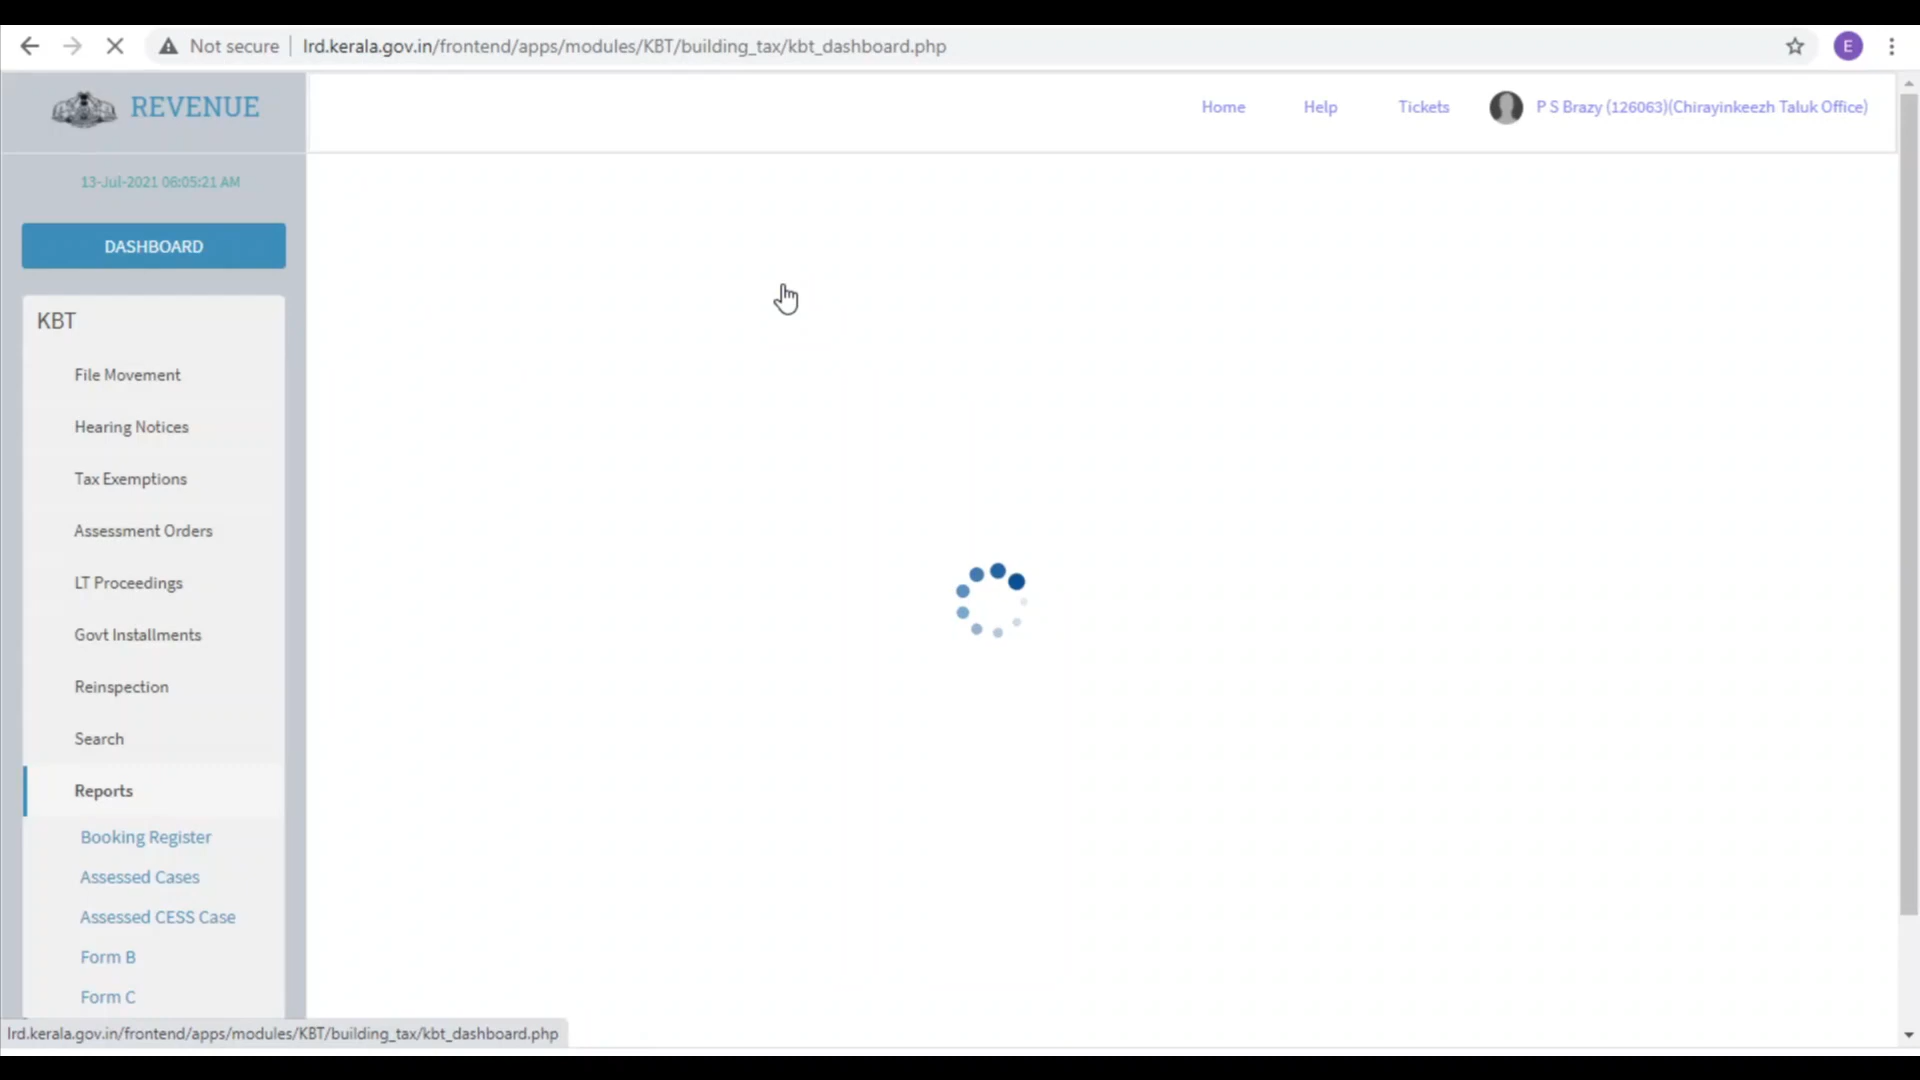 Not secure
lrd.kerala.gov.in/frontend/apps/modules/KBT/building_tax/kbt_dashboard.php
E
REVENUE
Home
Help
Tickets
P S Brazy (126063)(Chirayinkeezh Taluk Office)
13-Jul-2021 06:05:21 AM
DASHBOARD
KBT
File Movement
Hearing Notices
Tax Exemptions
Assessment Orders
LT Proceedings
Govt Installments
Reinspection
Search
Reports
Booking Register
Assessed Cases
Assessed CESS Case
Form B
Form C
lrd.kerala.gov.in/frontend/apps/modules/KBT/building_tax/kbt_dashboard.php